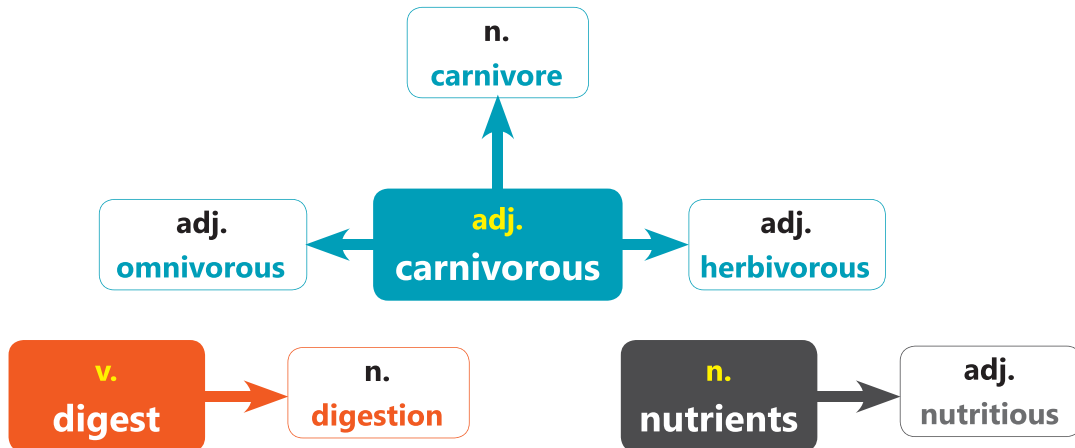 n.
carnivore
adj.
omnivorous
adj.
carnivorous
adj.
herbivorous
v.
digest
n.
digestion
n.
nutrients
adj.
nutritious